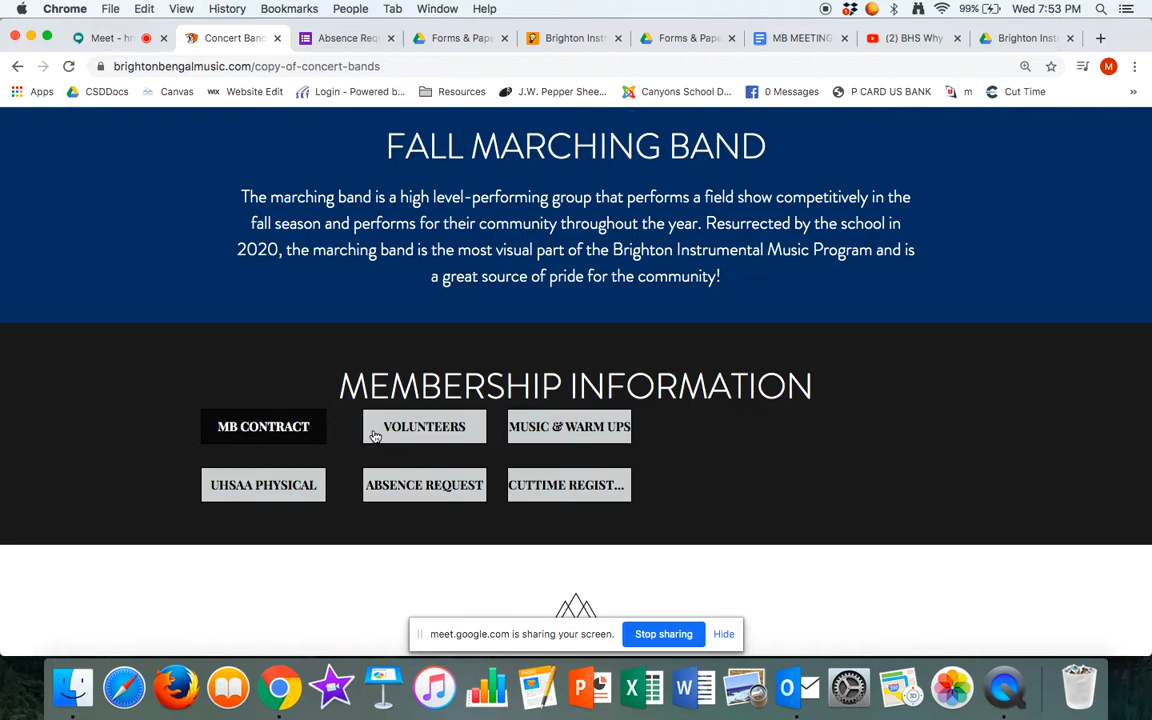 Chrome File Edit View History Bookmarks People Tab Window Help 99% Wed 7:53 PM
Meet - hr Concert Band Absence Req Forms & Pape Brighton Instr Forms & Pape MB MEETING (2) BHS Why Brighton Inst
brightonbengalmusic.com/copy-of-concert-bands M
Apps CSDDocs Canvas WIX Website Edit Login - Powered b... Resources J.W. Pepper Shee... Canyons School D... 0 Messages P CARD US BANK m Cut Time »
FALL MARCHING BAND
The marching band is a high level-performing group that performs a field show competitively in the
fall season and performs for their community throughout the year. Resurrected by the school in
2020, the marching band is the most visual part of the Brighton Instrumental Music Program and is
a great source of pride for the community!
MEMBERSHIP INFORMATION
MB CONTRACT VOLUNTEERS MUSIC & WARM UPS
UHSAA PHYSICAL ABSENCE REQUEST CUTTIME REGIST...
meet.google.com is sharing your screen. Stop sharing Hide